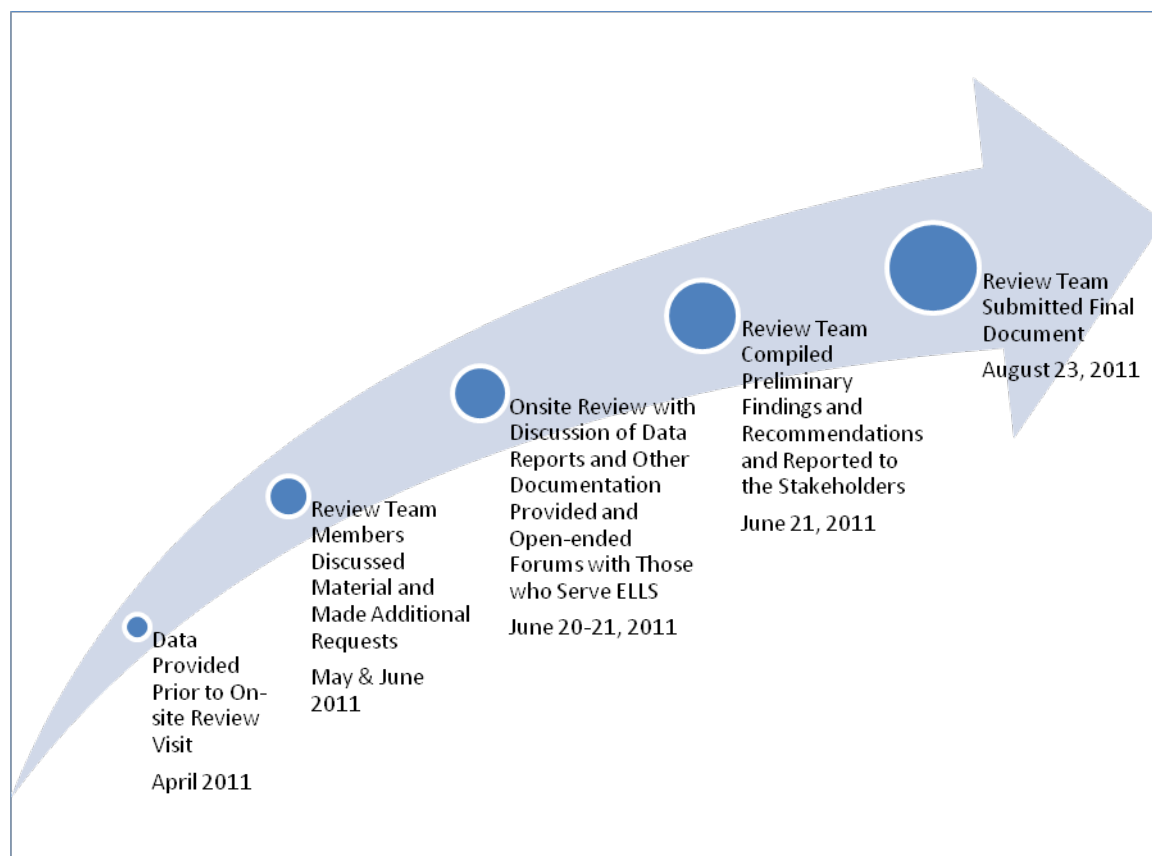 Data
Provided
Prior to On-
site Review
Visit
April 2011
Review Team
Members
Discussed
Material and
Made Additional
Requests
May & June
2011
Onsite Review with
Discussion of Data
Reports and Other
Documentation
Provided and
Open-ended
Forums with Those
who Serve ELLS
June 20-21, 2011
Review Team
Compiled
Preliminary
Findings and
Recommendations
and Reported to
the Stakeholders
June 21, 2011
Review Team
Submitted Final
Document
August 23, 2011